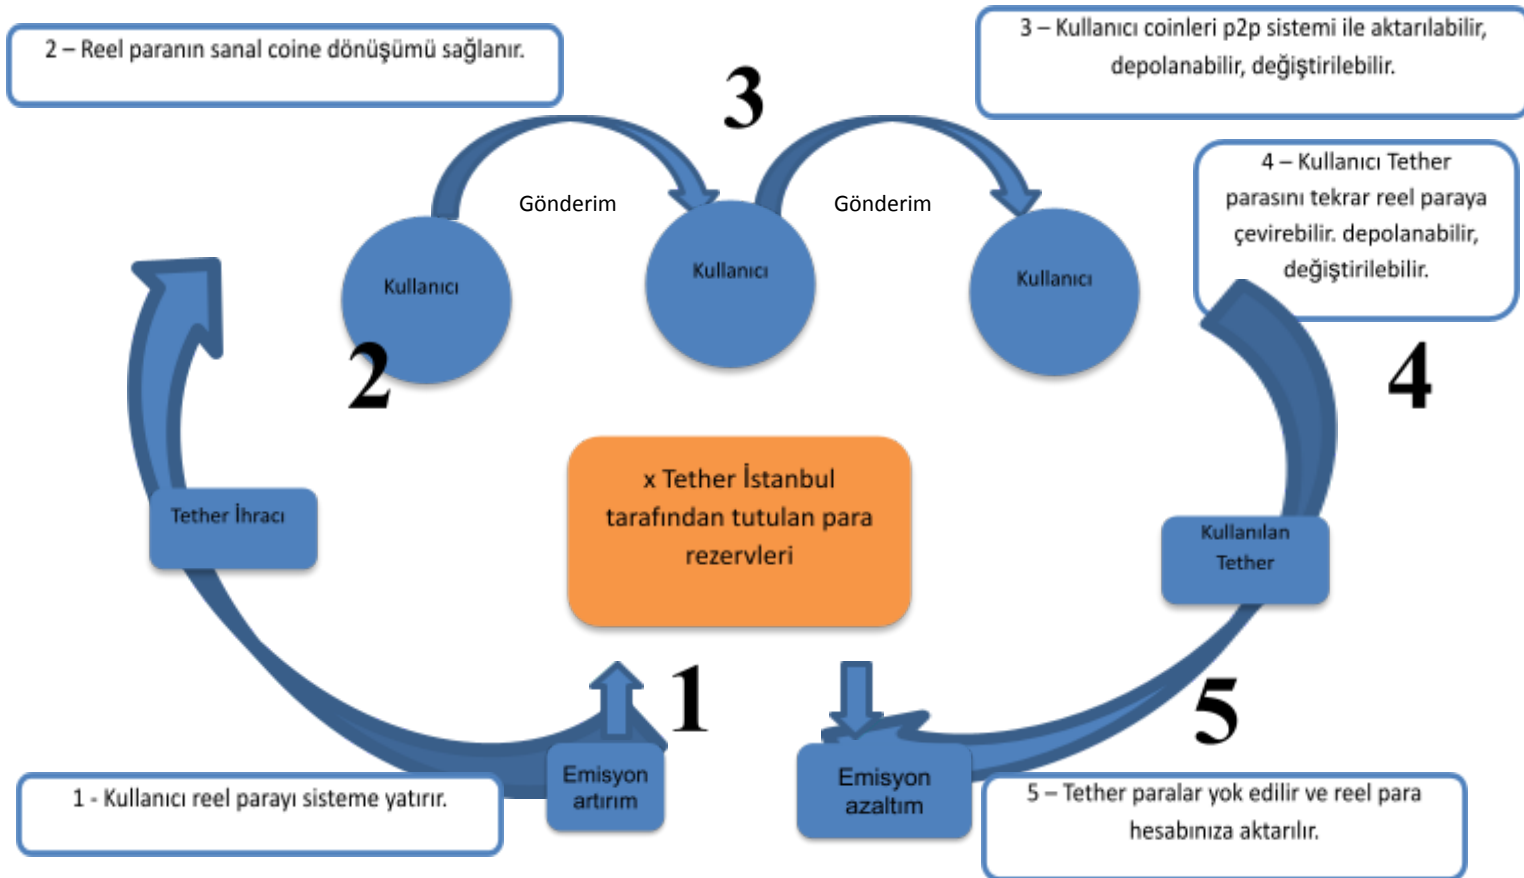 2 – Reel paranın sanal coine dönüşümü sağlanır.
3 – Kullanıcı coinleri p2p sistemi ile aktarılabilir,
depolanabilir, değiştirilebilir.
3
4 – Kullanıcı Tether
parasını tekrar reel paraya
çevirebilir. depolanabilir,
değiştirilebilir.
Gönderim
Gönderim
Kullanıcı
Kullanıcı
Kullanıcı
2
4
x Tether İstanbul
tarafından tutulan para
rezervleri
Tether İhracı
Kullanılan
Tether
1
5
Emisyon
artırım
Emisyon
azaltım
1 - Kullanıcı reel parayı sisteme yatırır.
5 – Tether paralar yok edilir ve reel para
hesabınıza aktarılır.